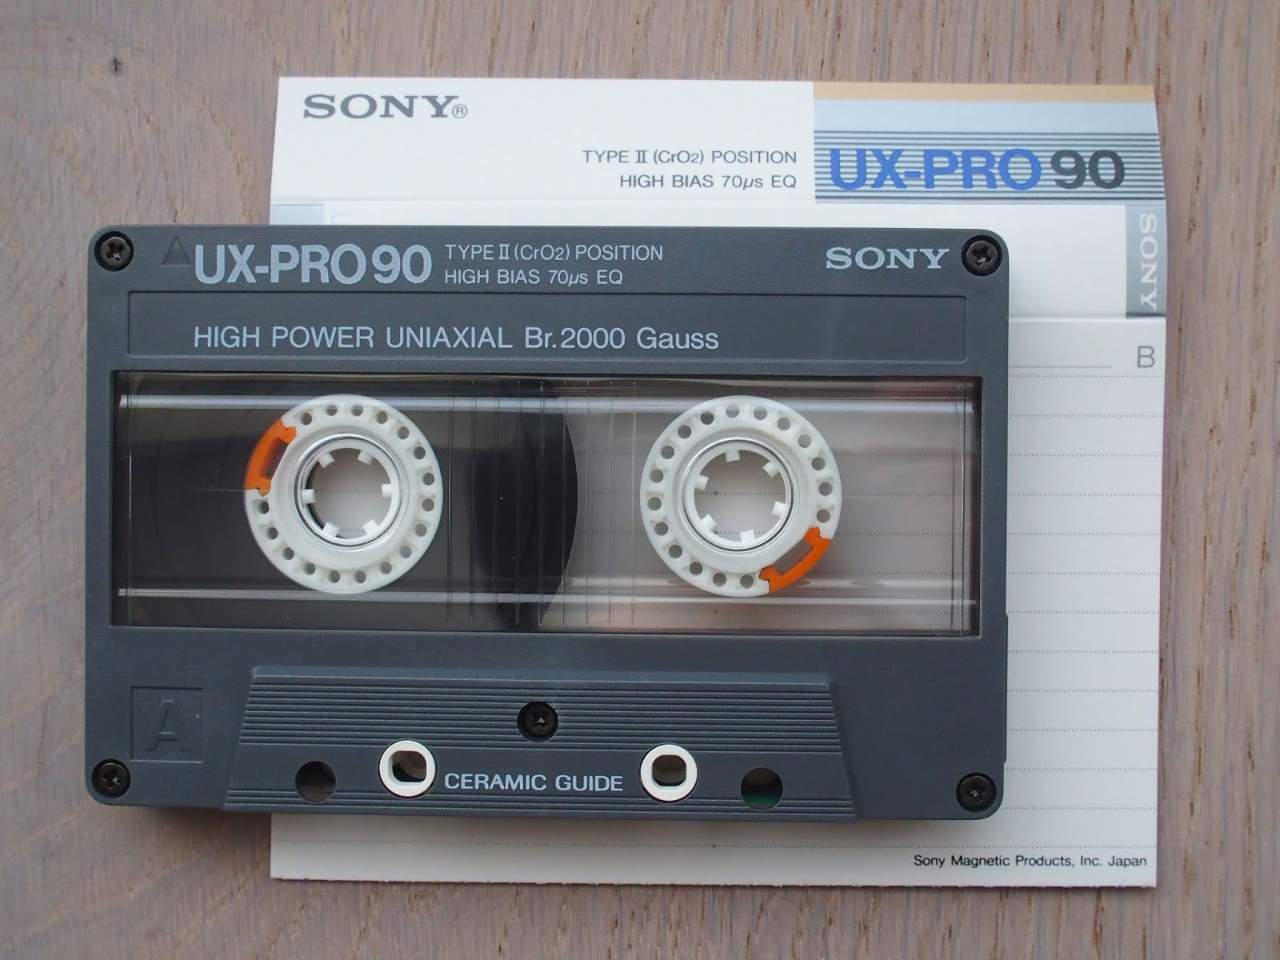 SONY®
TYPE II (CrO2) POSITION
HIGH BIAS 70µs EQ
UX-PRO 90
SONY
B
Sony Magnetic Products, Inc. Japan
UX-PRO 90
TYPE II (CrO2) POSITION
HIGH BIAS 70µs EQ
SONY
HIGH POWER UNIAXIAL Br. 2000 Gauss
A
CERAMIC GUIDE